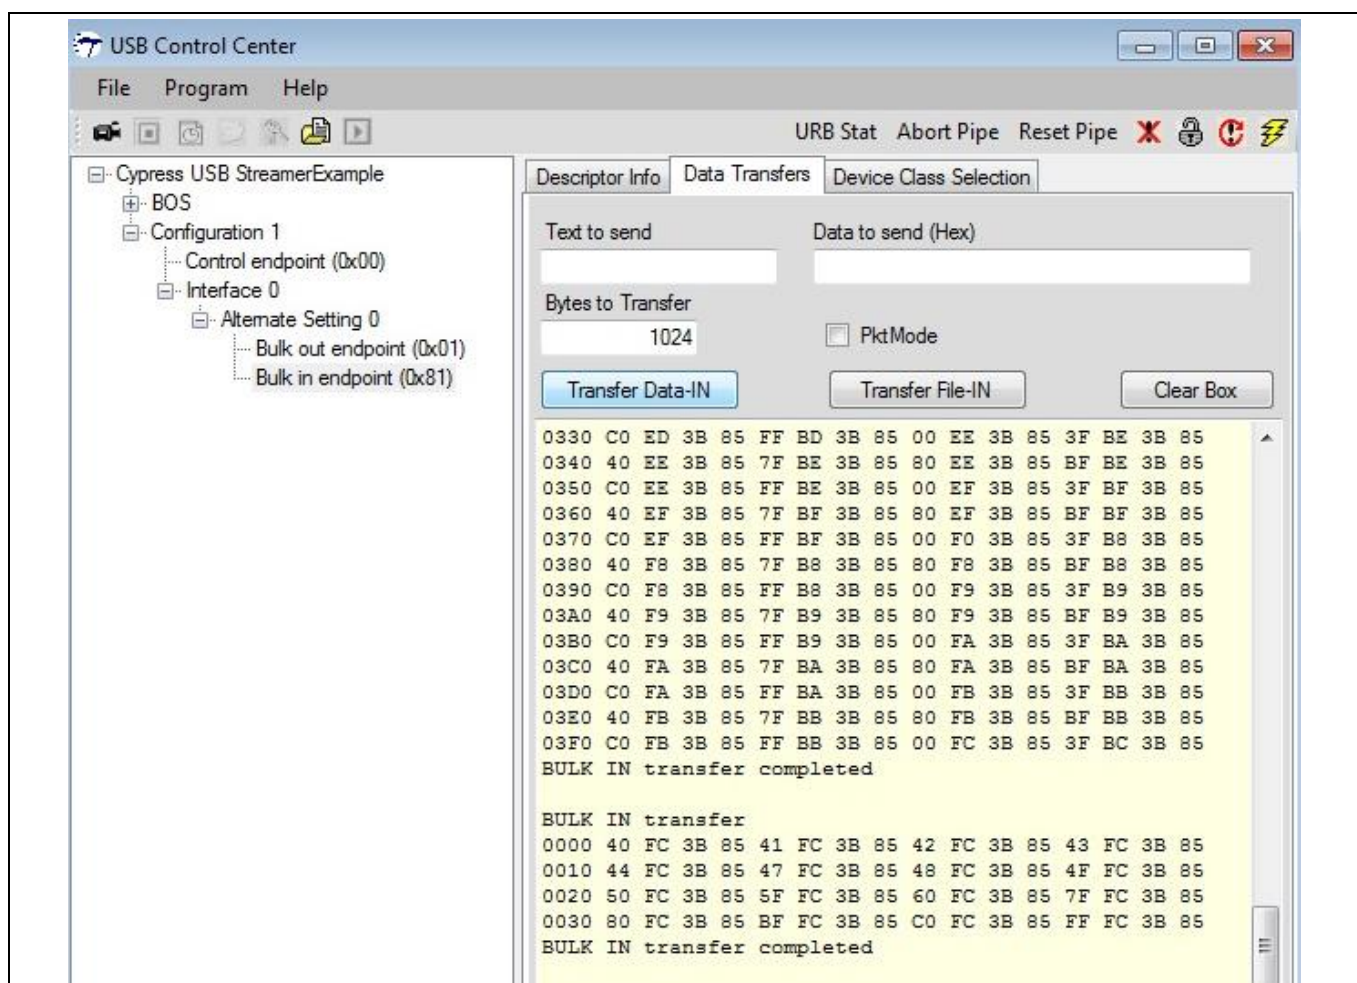 USB Control Center
File Program Help
URB Stat Abort Pipe Reset Pipe
Cypress USB StreamerExample
BOS
Configuration 1
Control endpoint (0x00)
Interface 0
Alternate Setting 0
Bulk out endpoint (0x01)
Bulk in endpoint (0x81)
Descriptor Info Data Transfers Device Class Selection
Text to send Data to send (Hex)
Bytes to Transfer
1024 PktMode
Transfer Data-IN Transfer File-IN Clear Box
0330 C0 ED 3B 85 FF BD 3B 85 00 EE 3B 85 3F BE 3B 85
0340 40 EE 3B 85 7F BE 3B 85 80 EE 3B 85 BF BE 3B 85
0350 C0 EE 3B 85 FF BE 3B 85 00 EF 3B 85 3F BF 3B 85
0360 40 EF 3B 85 7F BF 3B 85 80 EF 3B 85 BF BF 3B 85
0370 C0 EF 3B 85 FF BF 3B 85 00 F0 3B 85 3F B8 3B 85
0380 40 F8 3B 85 7F B8 3B 85 80 F8 3B 85 BF B8 3B 85
0390 C0 F8 3B 85 FF B8 3B 85 00 F9 3B 85 3F B9 3B 85
03A0 40 F9 3B 85 7F B9 3B 85 80 F9 3B 85 BF B9 3B 85
03B0 C0 F9 3B 85 FF B9 3B 85 00 FA 3B 85 3F BA 3B 85
03C0 40 FA 3B 85 7F BA 3B 85 80 FA 3B 85 BF BA 3B 85
03D0 C0 FA 3B 85 FF BA 3B 85 00 FB 3B 85 3F BB 3B 85
03E0 40 FB 3B 85 7F BB 3B 85 80 FB 3B 85 BF BB 3B 85
03F0 C0 FB 3B 85 FF BB 3B 85 00 FC 3B 85 3F BC 3B 85
BULK IN transfer completed
BULK IN transfer
0000 40 FC 3B 85 41 FC 3B 85 42 FC 3B 85 43 FC 3B 85
0010 44 FC 3B 85 47 FC 3B 85 48 FC 3B 85 4F FC 3B 85
0020 50 FC 3B 85 5F FC 3B 85 60 FC 3B 85 7F FC 3B 85
0030 80 FC 3B 85 BF FC 3B 85 C0 FC 3B 85 FF FC 3B 85
BULK IN transfer completed